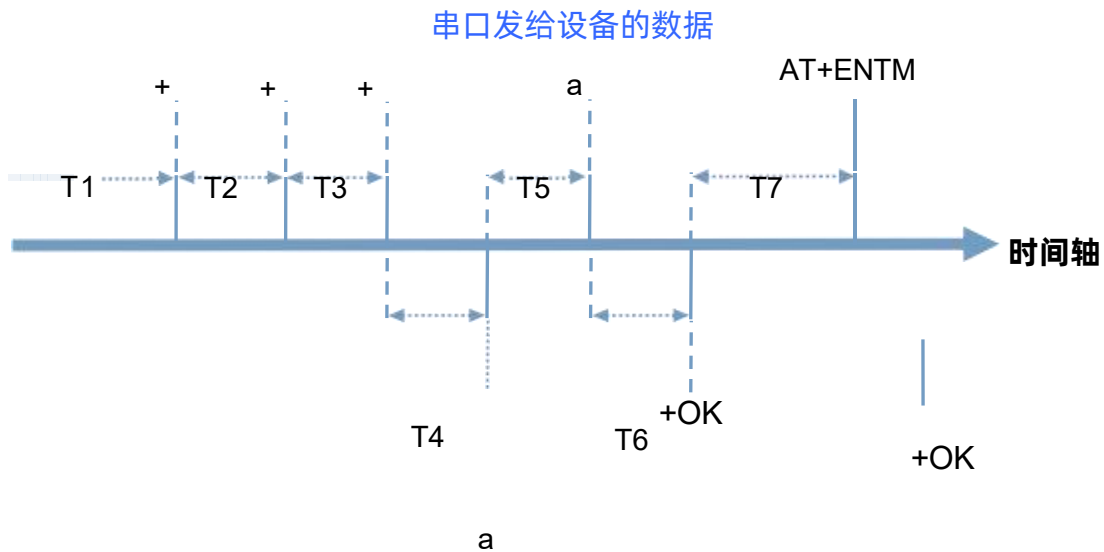 串口发给设备的数据
AT+ENTM
+ + + a
T1 T2 T3 T5 T7
时间轴
+OK
T4 T6
+OK
a